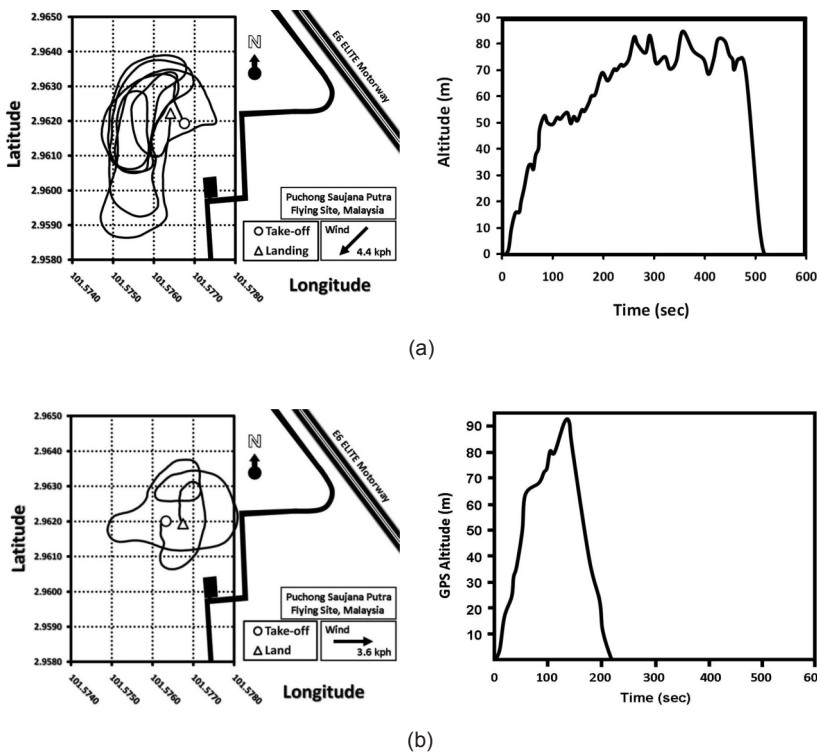 2.9650
2.9640
2.9630
2.9620
2.9610
2.9600
2.9590
2.9580
Latitude
101.5740
101.5750
101.5760
101.5770
101.5780
Longitude
N
E6 ELITE Motorway
Puchong Saujana Putra
Flying Site, Malaysia
Take-off
Landing
Wind
4.4 kph
90
80
70
60
50
40
30
20
10
0
Altitude (m)
0 100 200 300 400 500 600
Time (sec)
(a)
2.9650
2.9640
2.9630
2.9620
2.9610
2.9600
2.9590
2.9580
Latitude
101.5740
101.5750
101.5760
101.5770
101.5780
Longitude
N
E6 ELITE Motorway
Puchong Saujana Putra
Flying Site, Malaysia
Take-off
Land
Wind
3.6 kph
90
80
70
60
50
40
30
20
10
GPS Altitude (m)
0 100 200 300 400 500 600
Time (sec)
(b)